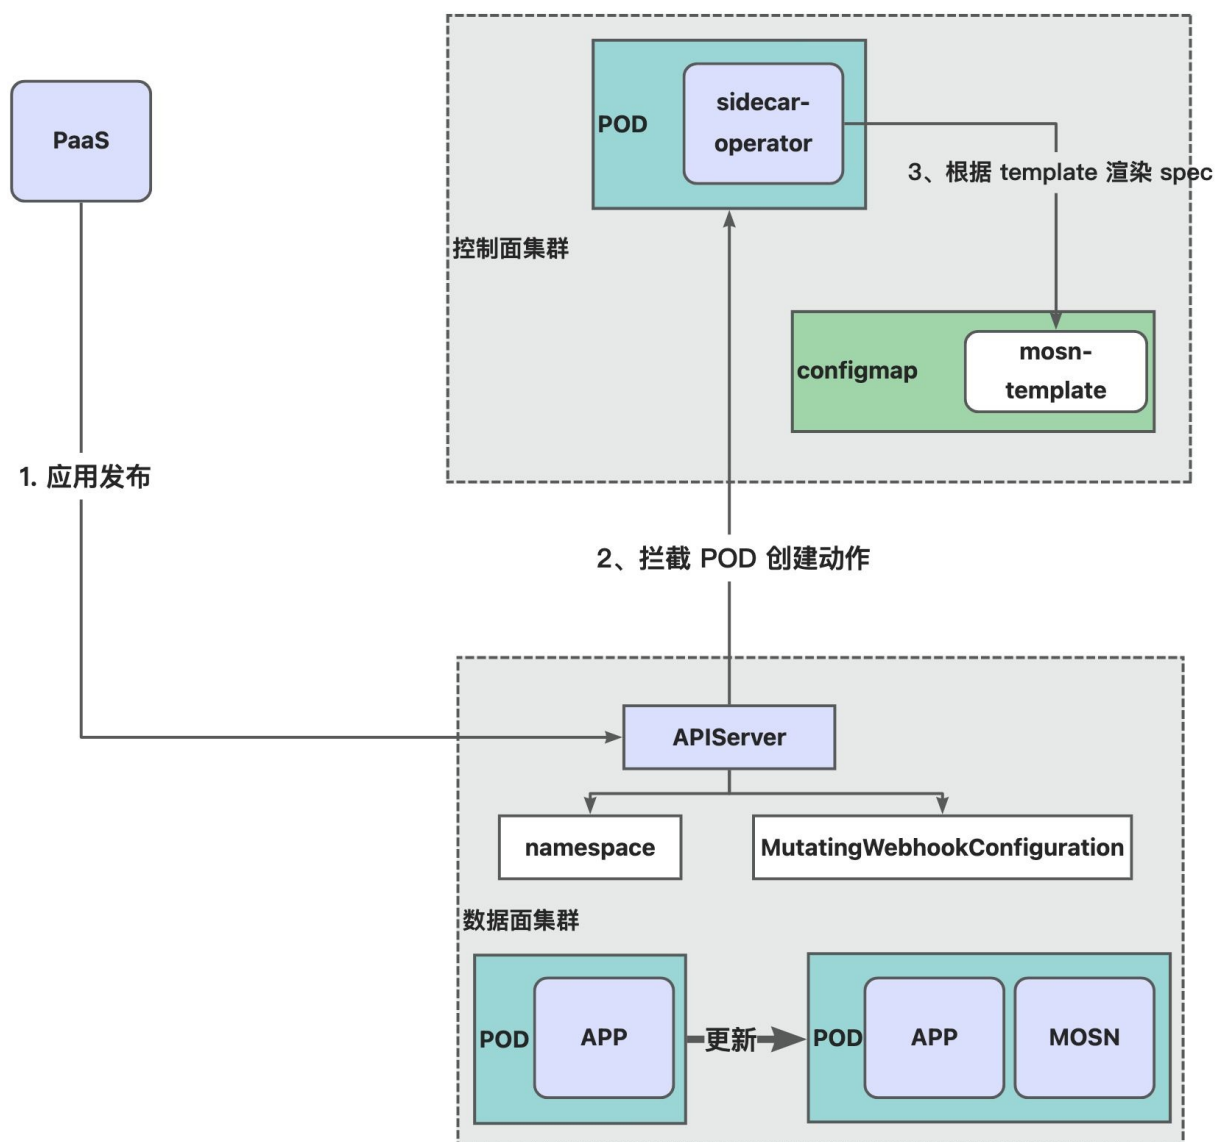 PaaS
POD
sidecar-
operator
3、根据 template 渲染 spec
控制面集群
configmap
mosn-
template
1. 应用发布
2、拦截 POD 创建动作
APIServer
namespace
MutatingWebhookConfiguration
数据面集群
POD
APP
更新
POD
APP
MOSN